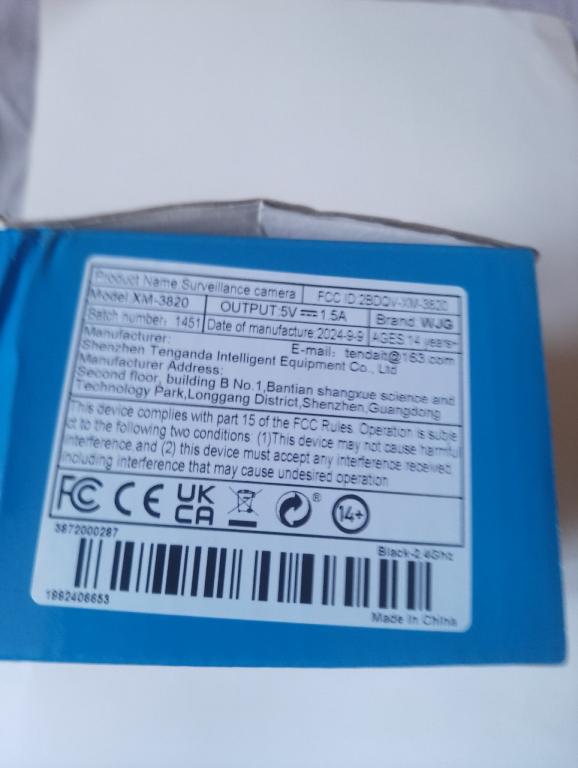 Product Name Surveillance camera FCC ID:2BDQV-XM-3820
Model XM-3820 OUTPUT 5V⎓1.5A Brand WJG
Batch number: 1451 Date of manufacture 2024-9-9 AGES 14 years+
Manufacturer: E-mail: tendait@163.com
Shenzhen Tenganda Intelligent Equipment Co., Ltd
Manufacturer Address:
Second floor, building B No.1,Bantian shangxue science and
Technology Park,Longgang District,Shenzhen,Guangdong
This device complies with part 15 of the FCC Rules. Operation is subje
ct to the following two conditions: (1)This device may not cause harmful
interference,and (2) this device must accept any interference received
including interference that may cause undesired operation
FC CE UK CA ® 14+
3872000287 Black-2.4Ghz
1992406653 Made in China